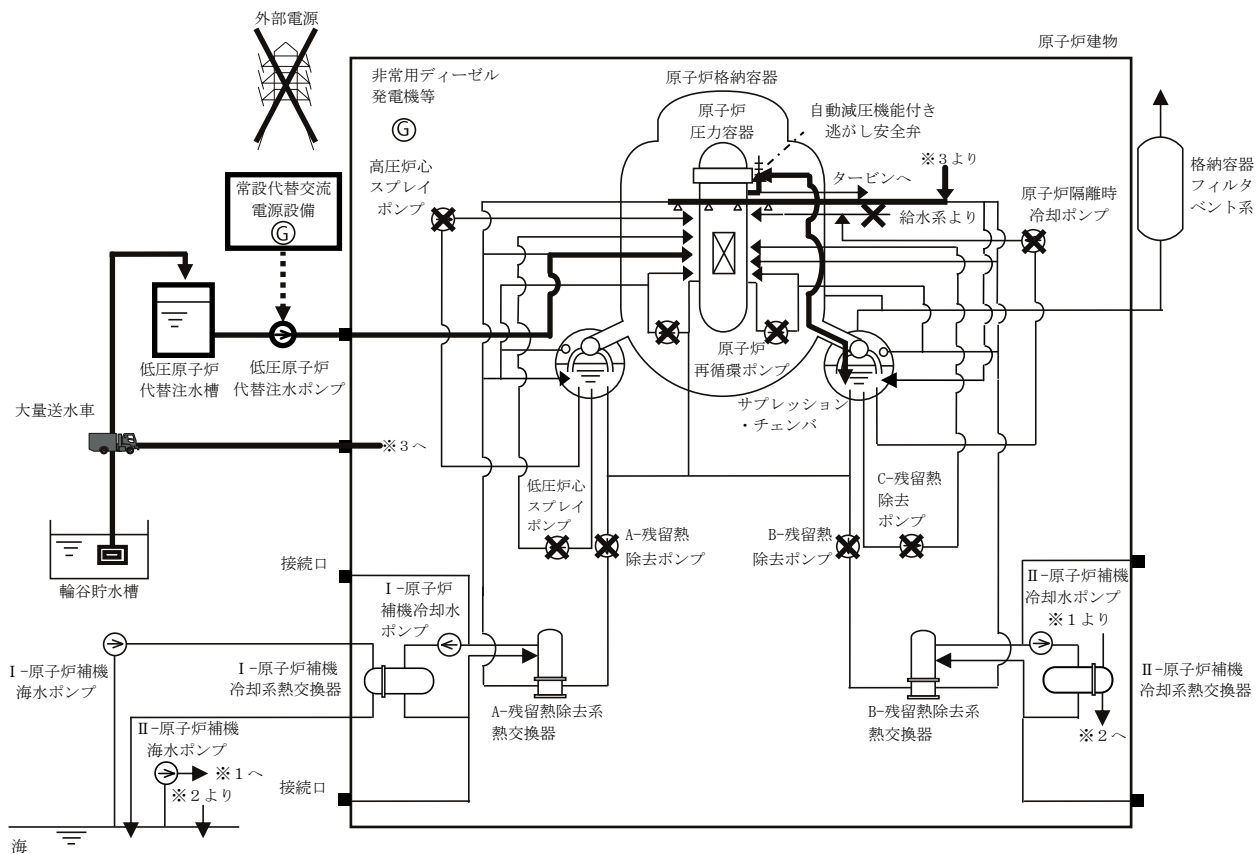 外部電源
原子炉建物
非常用ディーゼル
発電機等
G
原子炉格納容器
原子炉
圧力容器
自動減圧機能付き
逃がし安全弁
高圧炉心
スプレイ
ポンプ
※3より
タービンへ
給水系より
原子炉隔離時
冷却ポンプ
格納容器
フィルタ
ベント系
常設代替交流
電源設備
G
低圧原子炉
代替注水槽
低圧原子炉
代替注水ポンプ
原子炉
再循環ポンプ
サプレッション
・チェンバ
大量送水車
※3へ
低圧炉心
スプレイ
ポンプ
A-残留熱
除去ポンプ
B-残留熱
除去ポンプ
C-残留熱
除去
ポンプ
輪谷貯水槽
接続口
Ⅰ-原子炉
補機冷却水
ポンプ
Ⅱ-原子炉補機
冷却水ポンプ
※1より
Ⅰ-原子炉補機
海水ポンプ
Ⅰ-原子炉補機
冷却系熱交換器
Ⅱ-原子炉補機
冷却系熱交換器
A-残留熱除去系
熱交換器
B-残留熱除去系
熱交換器
※2へ
Ⅱ-原子炉補機
海水ポンプ
※1へ
※2より
接続口
海